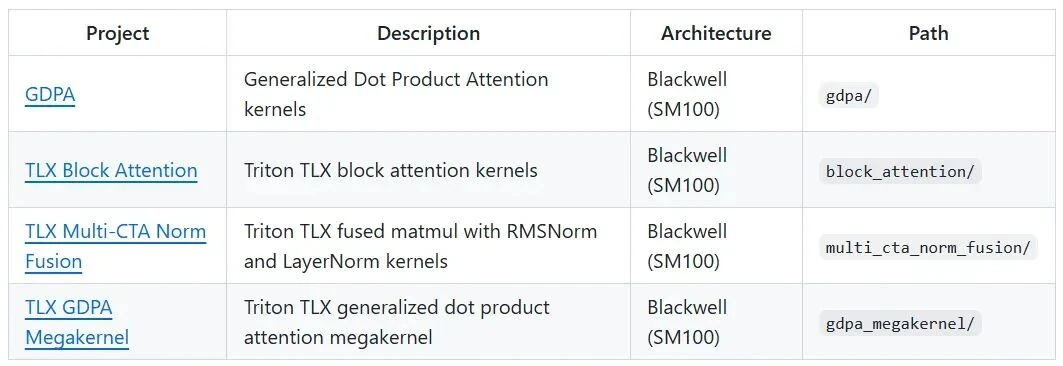 Project
Description
Architecture
Path
GDPA
Generalized Dot Product Attention
kernels
Blackwell
(SM100)
gdpa/
TLX Block Attention
Triton TLX block attention kernels
Blackwell
(SM100)
block_attention/
TLX Multi-CTA Norm
Fusion
Triton TLX fused matmul with RMSNorm
and LayerNorm kernels
Blackwell
(SM100)
multi_cta_norm_fusion/
TLX GDPA
Megakernel
Triton TLX generalized dot product
attention megakernel
Blackwell
(SM100)
gdpa_megakernel/